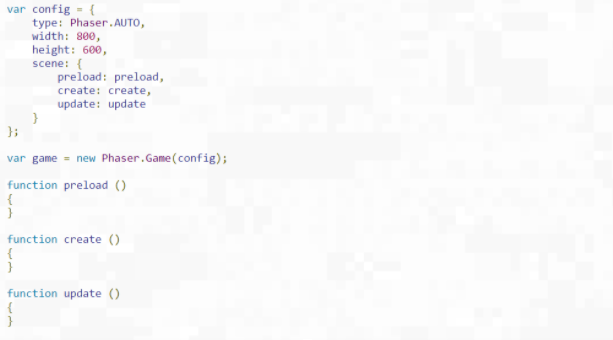 var config = {
    type: Phaser.AUTO,
    width: 800,
    height: 600,
    scene: {
        preload: preload,
        create: create,
        update: update
    }
};

var game = new Phaser.Game(config);

function preload ()
{
}

function create ()
{
}

function update ()
{
}